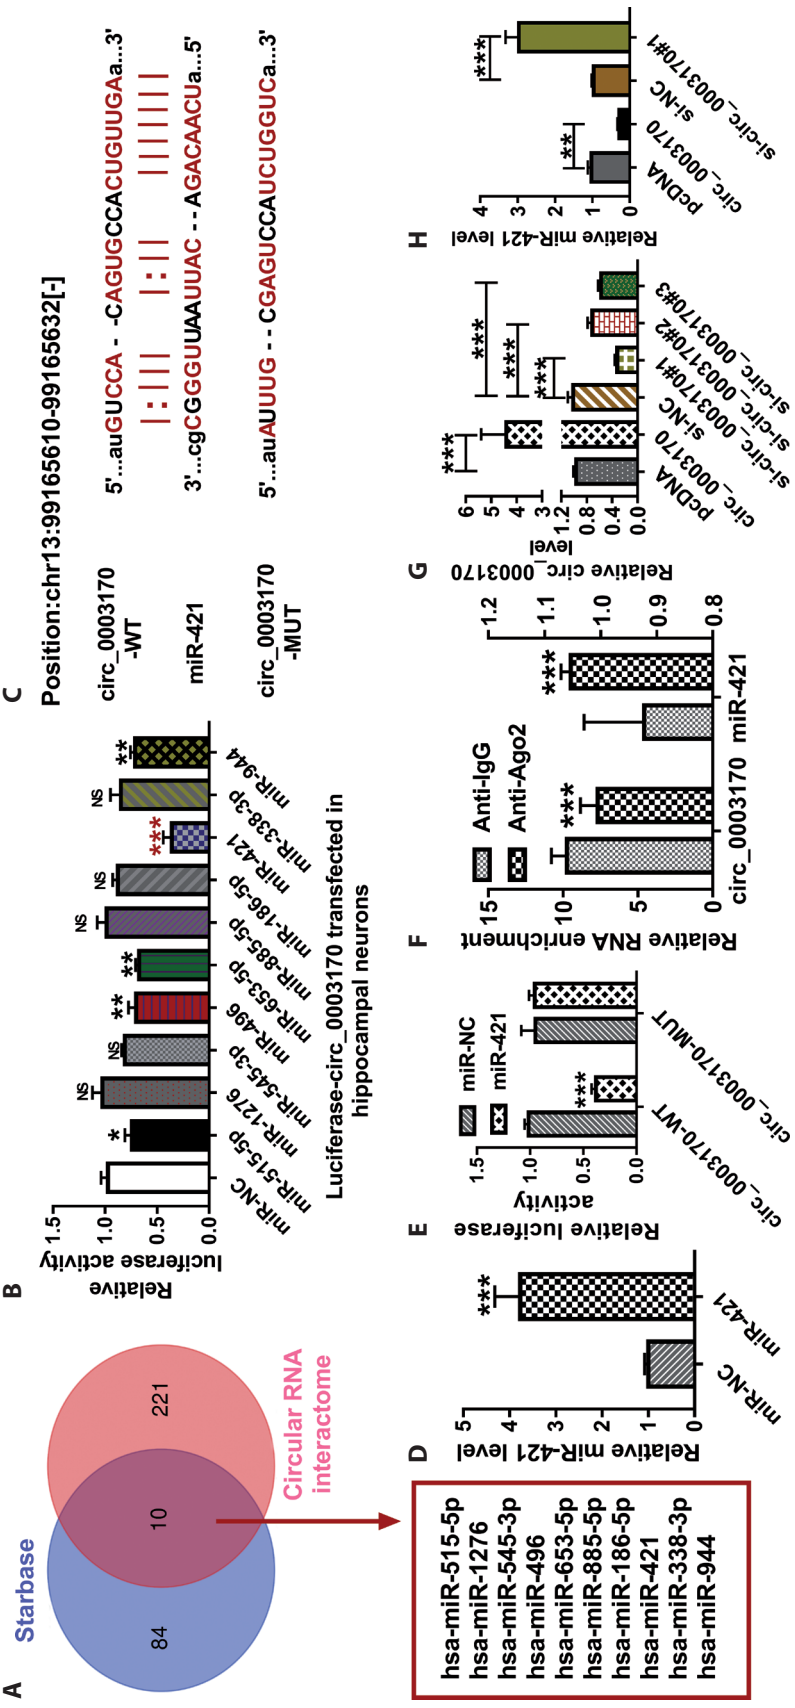 A
Starbase
84
10
221
Circular RNA
interactome
hsa-miR-515-5p
hsa-miR-1276
hsa-miR-545-3p
hsa-miR-496
hsa-miR-653-5p
hsa-miR-885-5p
hsa-miR-186-5p
hsa-miR-421
hsa-miR-338-3p
hsa-miR-944
B
Relative
luciferase activity
1.5
1.0
0.5
0.0
*
NS
NS
**
**
NS
NS
***
NS
**
miR-NC
miR-515-5p
miR-1276
miR-545-3p
miR-496
miR-653-5p
miR-885-5p
miR-186-5p
miR-421
miR-338-3p
miR-944
Luciferase-circ_0003170 transfected in
hippocampal neurons
C
Position:chr13:99165610-99165632[-]
circ_0003170
-WT
5'...auGUCCA - -CAGUGCCACUGUUGAa...3'
miR-421
3'...cgCGGGUUAAUUAC - - AGACAACUa...5'
circ_0003170
-MUT
5'...auAUUUG - - CGAGUCCAUCUGGUCa...3'
D
Relative miR-421 level
5
4
3
2
1
0
***
miR-NC
miR-421
E
Relative luciferase
activity
1.5
1.0
0.5
0.0
miR-NC
miR-421
***
circ_0003170-WT
circ_0003170-MUT
F
Relative RNA enrichment
15
10
5
0
Anti-IgG
Anti-Ago2
***
***
1.2
1.1
1.0
0.9
0.8
circ_0003170
miR-421
G
Relative circ_0003170
level
6
5
4
3
1.2
0.8
0.4
0.0
***
***
***
***
pcDNA
circ_0003170
si-NC
si-circ_0003170#1
si-circ_0003170#2
si-circ_0003170#3
H
Relative miR-421 level
4
3
2
1
0
**
***
pcDNA
circ_0003170
si-NC
si-circ_0003170#1